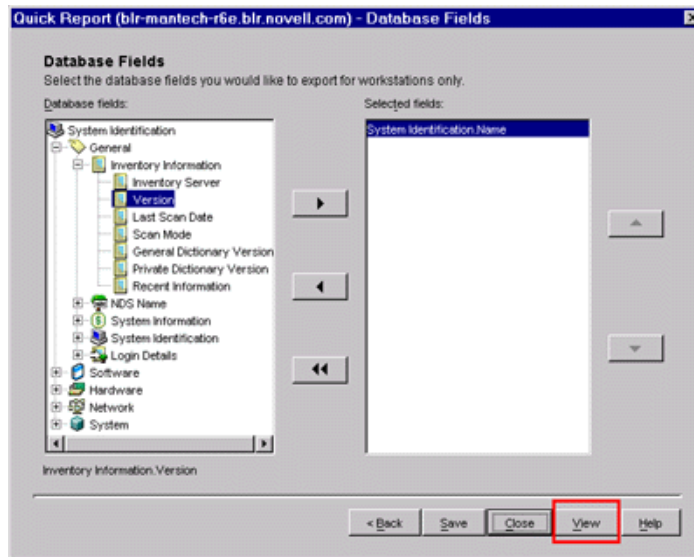 Quick Report (blr-mantech-r6e.blr.novell.com) - Database Fields
Database Fields
Select the database fields you would like to export for workstations only.
Database fields:
System Identification
General
Inventory Information
Inventory Server
Version
Last Scan Date
Scan Mode
General Dictionary Version
Private Dictionary Version
Recent Information
NDS Name
System Information
System Identification
Login Details
Software
Hardware
Network
System
Inventory Information.Version
Selected fields:
System Identification.Name
< Back
Save
Close
View
Help